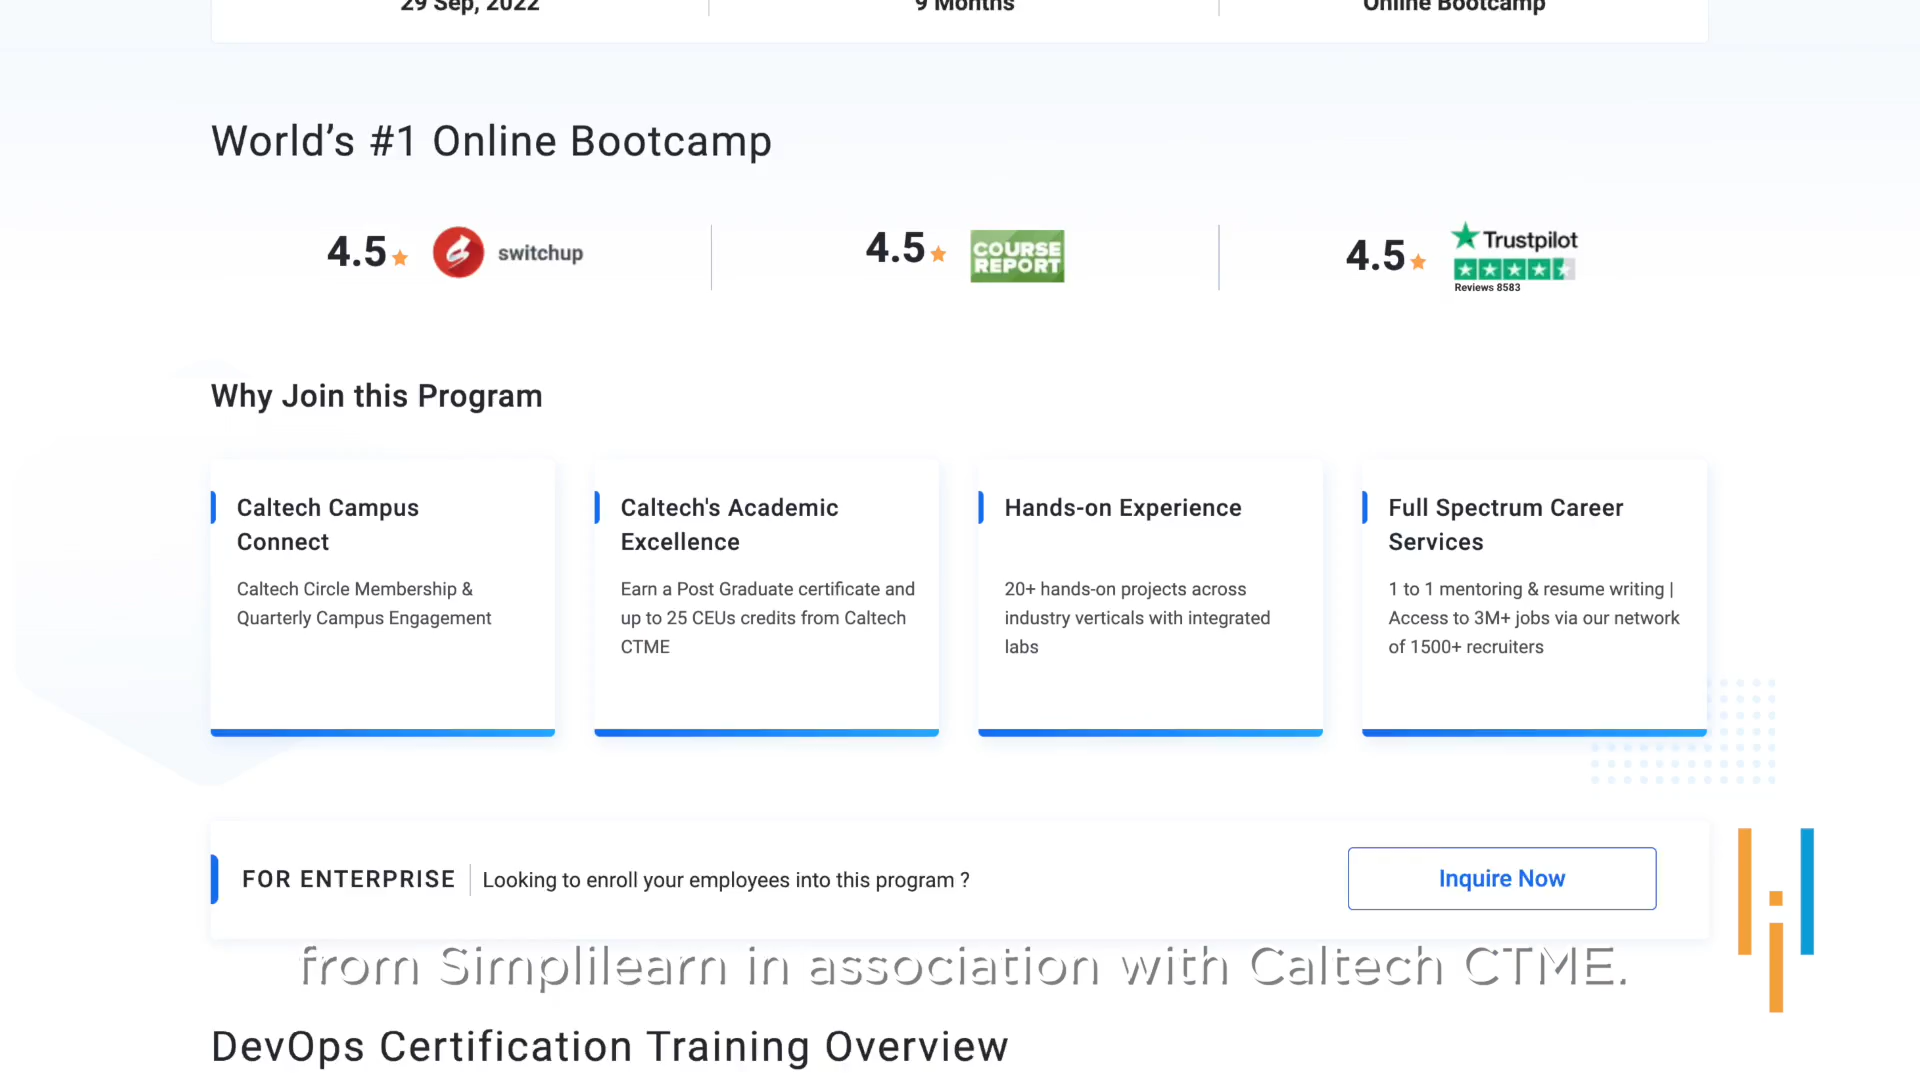 29 Sep, 2022
9 Months
Online Bootcamp
World’s #1 Online Bootcamp
4.5
switchup
4.5
COURSE
REPORT
4.5
Trustpilot
Reviews 8583
Why Join this Program
Caltech Campus
Connect
Caltech Circle Membership &
Quarterly Campus Engagement
Caltech's Academic
Excellence
Earn a Post Graduate certificate and
up to 25 CEUs credits from Caltech
CTME
Hands-on Experience
20+ hands-on projects across
industry verticals with integrated
labs
Full Spectrum Career
Services
1 to 1 mentoring & resume writing |
Access to 3M+ jobs via our network
of 1500+ recruiters
FOR ENTERPRISE
Looking to enroll your employees into this program ?
Inquire Now
from Simplilearn in association with Caltech CTME.
DevOps Certification Training Overview